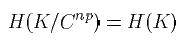 H(K/C^{np}) = H(K)